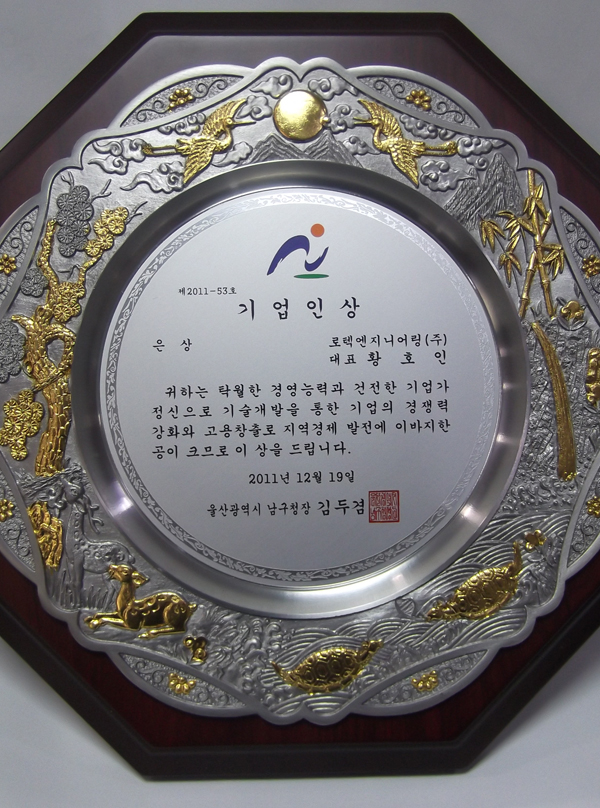 제2011-53호
기업인상
은 상 로텍엔지니어링(주)
대표 황 호 인
귀하는 탁월한 경영능력과 건전한 기업가
정신으로 기술개발을 통한 기업의 경쟁력
강화와 고용창출로 지역경제 발전에 이바지한
공이 크므로 이 상을 드립니다.
2011년 12월 19일
울산광역시 남구청장 김두겸